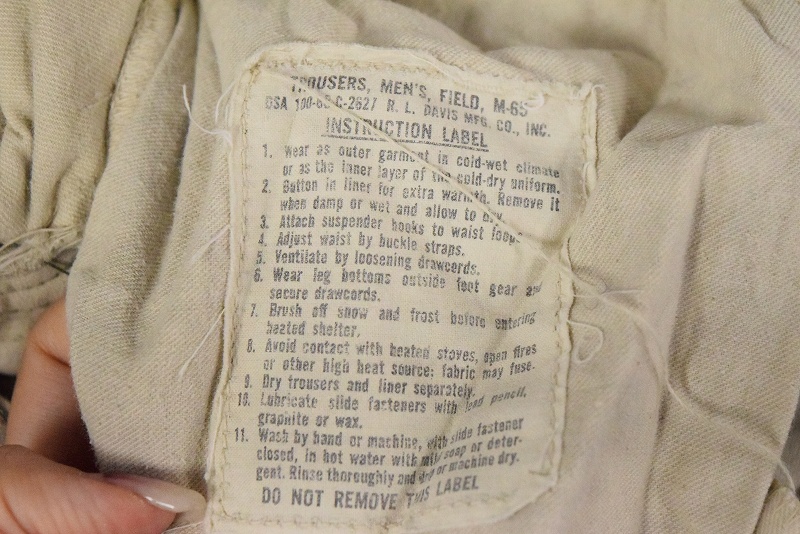 TROUSERS, MEN'S, FIELD, M-65
DSA 100-65-C-2627 R. L. DAVIS MFG. CO., INC.
INSTRUCTION LABEL
1. Wear as outer garment in cold-wet climate
or as the inner layer of the cold-dry uniform.
2. Button in liner for extra warmth. Remove it
when damp or wet and allow to dry.
3. Attach suspender hooks to waist loops.
4. Adjust waist by buckle straps.
5. Ventilate by loosening drawcords.
6. Wear leg bottoms outside foot gear and
secure drawcords.
7. Brush off snow and frost before entering
heated shelter.
8. Avoid contact with heated stoves, open fires
or other high heat source; fabric may fuse.
9. Dry trousers and liner separately.
10. Lubricate slide fasteners with lead pencil,
graphite or wax.
11. Wash by hand or machine, with slide fastener
closed, in hot water with mild soap or deter-
gent. Rinse thoroughly and drip or machine dry.
DO NOT REMOVE THIS LABEL